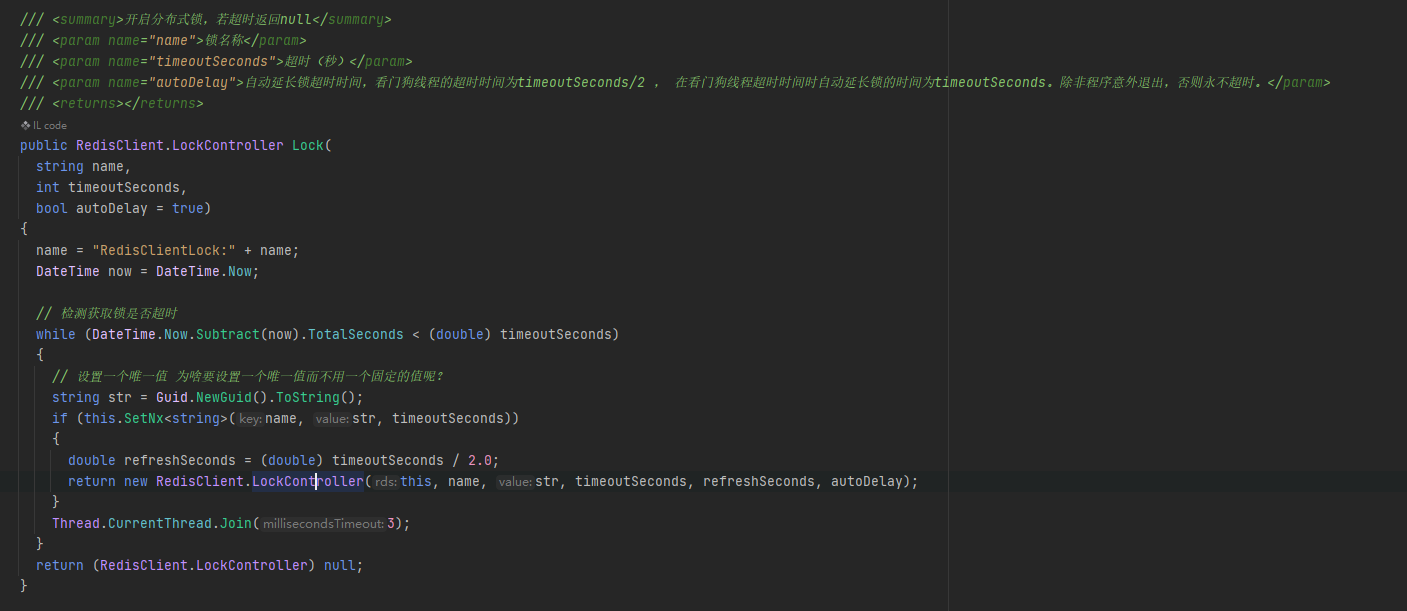 /// <summary>开启分布式锁，若超时返回null</summary>
/// <param name="name">锁名称</param>
/// <param name="timeoutSeconds">超时（秒）</param>
/// <param name="autoDelay">自动延长锁超时时间，看门狗线程的超时时间为timeoutSeconds/2 ， 在看门狗线程超时时间时自动延长锁的时间为timeoutSeconds。除非程序意外退出，否则永不超时。</param>
/// <returns></returns>
IL code
public RedisClient.LockController Lock(
  string name,
  int timeoutSeconds,
  bool autoDelay = true)
{
  name = "RedisClientLock:" + name;
  DateTime now = DateTime.Now;

  // 检测获取锁是否超时
  while (DateTime.Now.Subtract(now).TotalSeconds < (double) timeoutSeconds)
  {
    // 设置一个唯一值 为啥要设置一个唯一值而不用一个固定的值呢?
    string str = Guid.NewGuid().ToString();
    if (this.SetNx<string>(key: name, value: str, timeoutSeconds))
    {
      double refreshSeconds = (double) timeoutSeconds / 2.0;
      return new RedisClient.LockController(rds: this, name, value: str, timeoutSeconds, refreshSeconds, autoDelay);
    }
    Thread.CurrentThread.Join(millisecondsTimeout: 3);
  }
  return (RedisClient.LockController) null;
}